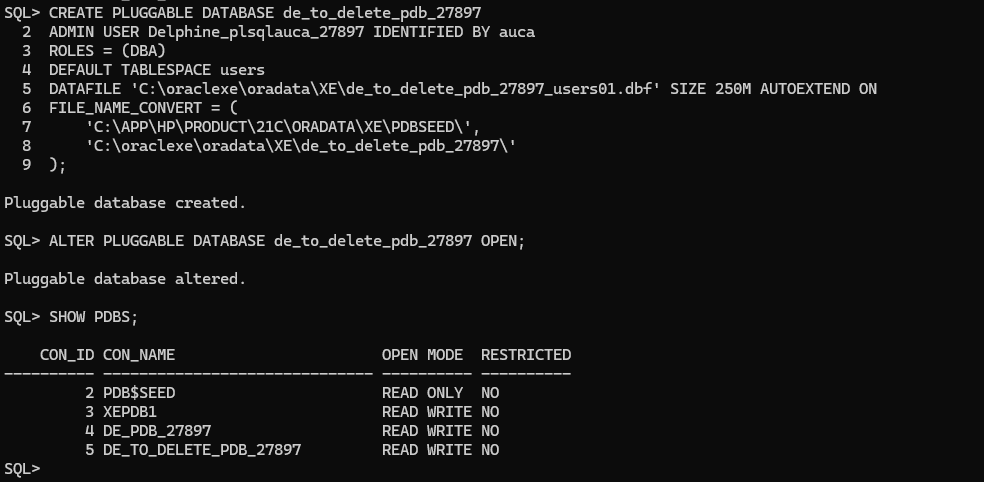 SQL> CREATE PLUGGABLE DATABASE de_to_delete_pdb_27897
  2  ADMIN USER Delphine_plsqlauca_27897 IDENTIFIED BY auca
  3  ROLES = (DBA)
  4  DEFAULT TABLESPACE users
  5  DATAFILE 'C:\oraclexe\oradata\XE\de_to_delete_pdb_27897_users01.dbf' SIZE 250M AUTOEXTEND ON
  6  FILE_NAME_CONVERT = (
  7      'C:\APP\HP\PRODUCT\21C\ORADATA\XE\PDBSEED\',
  8      'C:\oraclexe\oradata\XE\de_to_delete_pdb_27897\'
  9  );
Pluggable database created.
SQL> ALTER PLUGGABLE DATABASE de_to_delete_pdb_27897 OPEN;
Pluggable database altered.
SQL> SHOW PDBS;
    CON_ID CON_NAME                       OPEN MODE  RESTRICTED
---------- ------------------------------ ---------- ----------
         2 PDB$SEED                       READ ONLY  NO
         3 XEPDB1                         READ WRITE NO
         4 DE_PDB_27897                   READ WRITE NO
         5 DE_TO_DELETE_PDB_27897         READ WRITE NO
SQL>